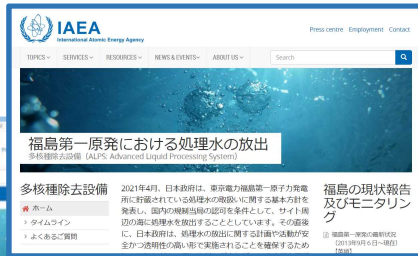 IAEA
International Atomic Energy Agency
Press centre Employment Contact
TOPICS SERVICES RESOURCES NEWS & EVENTS ABOUT US Search
福島第一原発における処理水の放出
多核種除去設備 (ALPS: Advanced Liquid Processing System)
多核種除去設備
ホーム
> タイムライン
> よくあるご質問
2021年4月、日本政府は、東京電力福島第一原子力発電
所に貯蔵されている処理水の取扱いに関する基本方針を
発表し、国内の規制当局の認可を条件として、サイト周
辺の海に処理水を放出することとしています。その直後
に、日本政府は、処理水の放出に関する計画や活動が安
全かつ透明性の高い形で実施されることを確保するため
福島の現状報告
及びモニタリン
グ
福島第一原発の最新状況
(2013年9月6日~現在)
[英語]